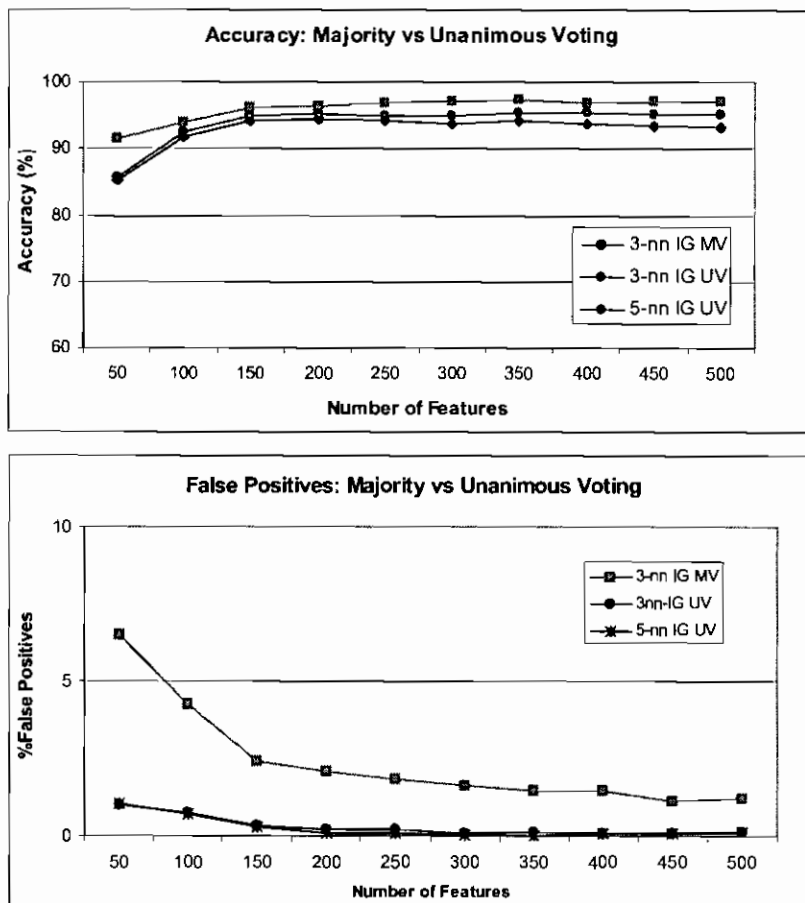 Accuracy: Majority vs Unanimous Voting
100
90
80
70
60
Accuracy (%)
3-nn IG MV
3-nn IG UV
5-nn IG UV
50 100 150 200 250 300 350 400 450 500
Number of Features
False Positives: Majority vs Unanimous Voting
10
5
0
%False Positives
3-nn IG MV
3nn-IG UV
5-nn IG UV
50 100 150 200 250 300 350 400 450 500
Number of Features